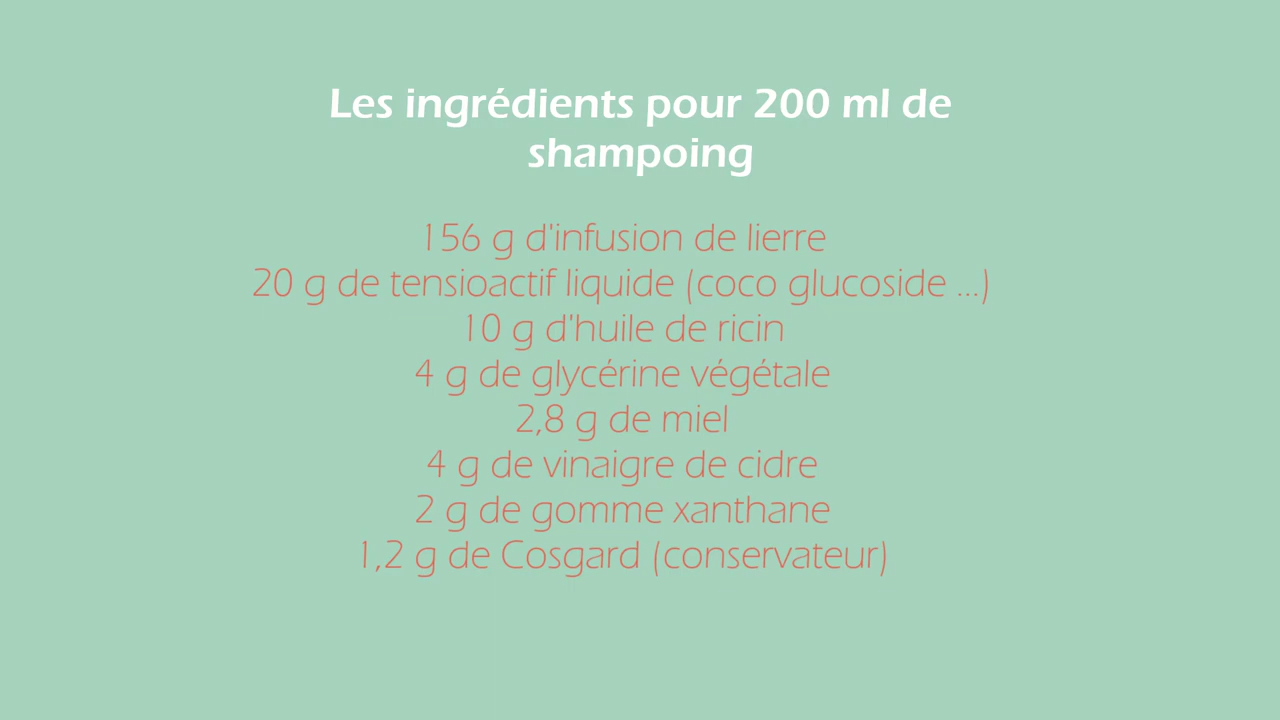 Les ingrédients pour 200 ml de
shampoing
156 g d'infusion de lierre
20 g de tensioactif liquide (coco glucoside ...)
10 g d'huile de ricin
4 g de glycérine végétale
2,8 g de miel
4 g de vinaigre de cidre
2 g de gomme xanthane
1,2 g de Cosgard (conservateur)